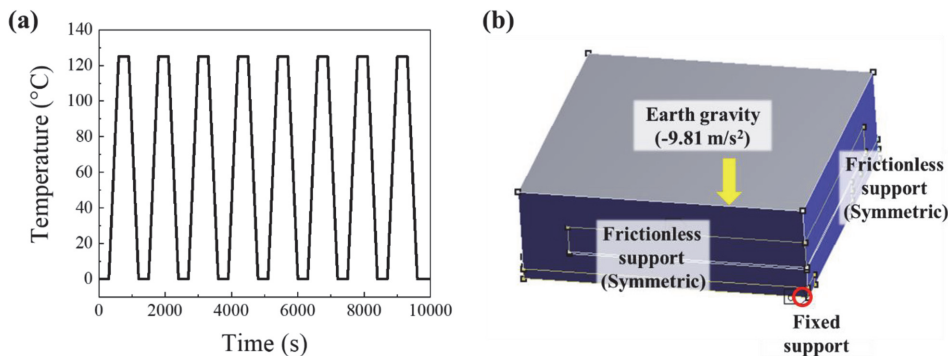 (a)
140
120
100
80
60
40
20
0
Temperature (°C)
0 2000 4000 6000 8000 10000
Time (s)
(b)
Earth gravity
(-9.81 m/s²)
Frictionless
support
(Symmetric)
Frictionless
support
(Symmetric)
Fixed
support